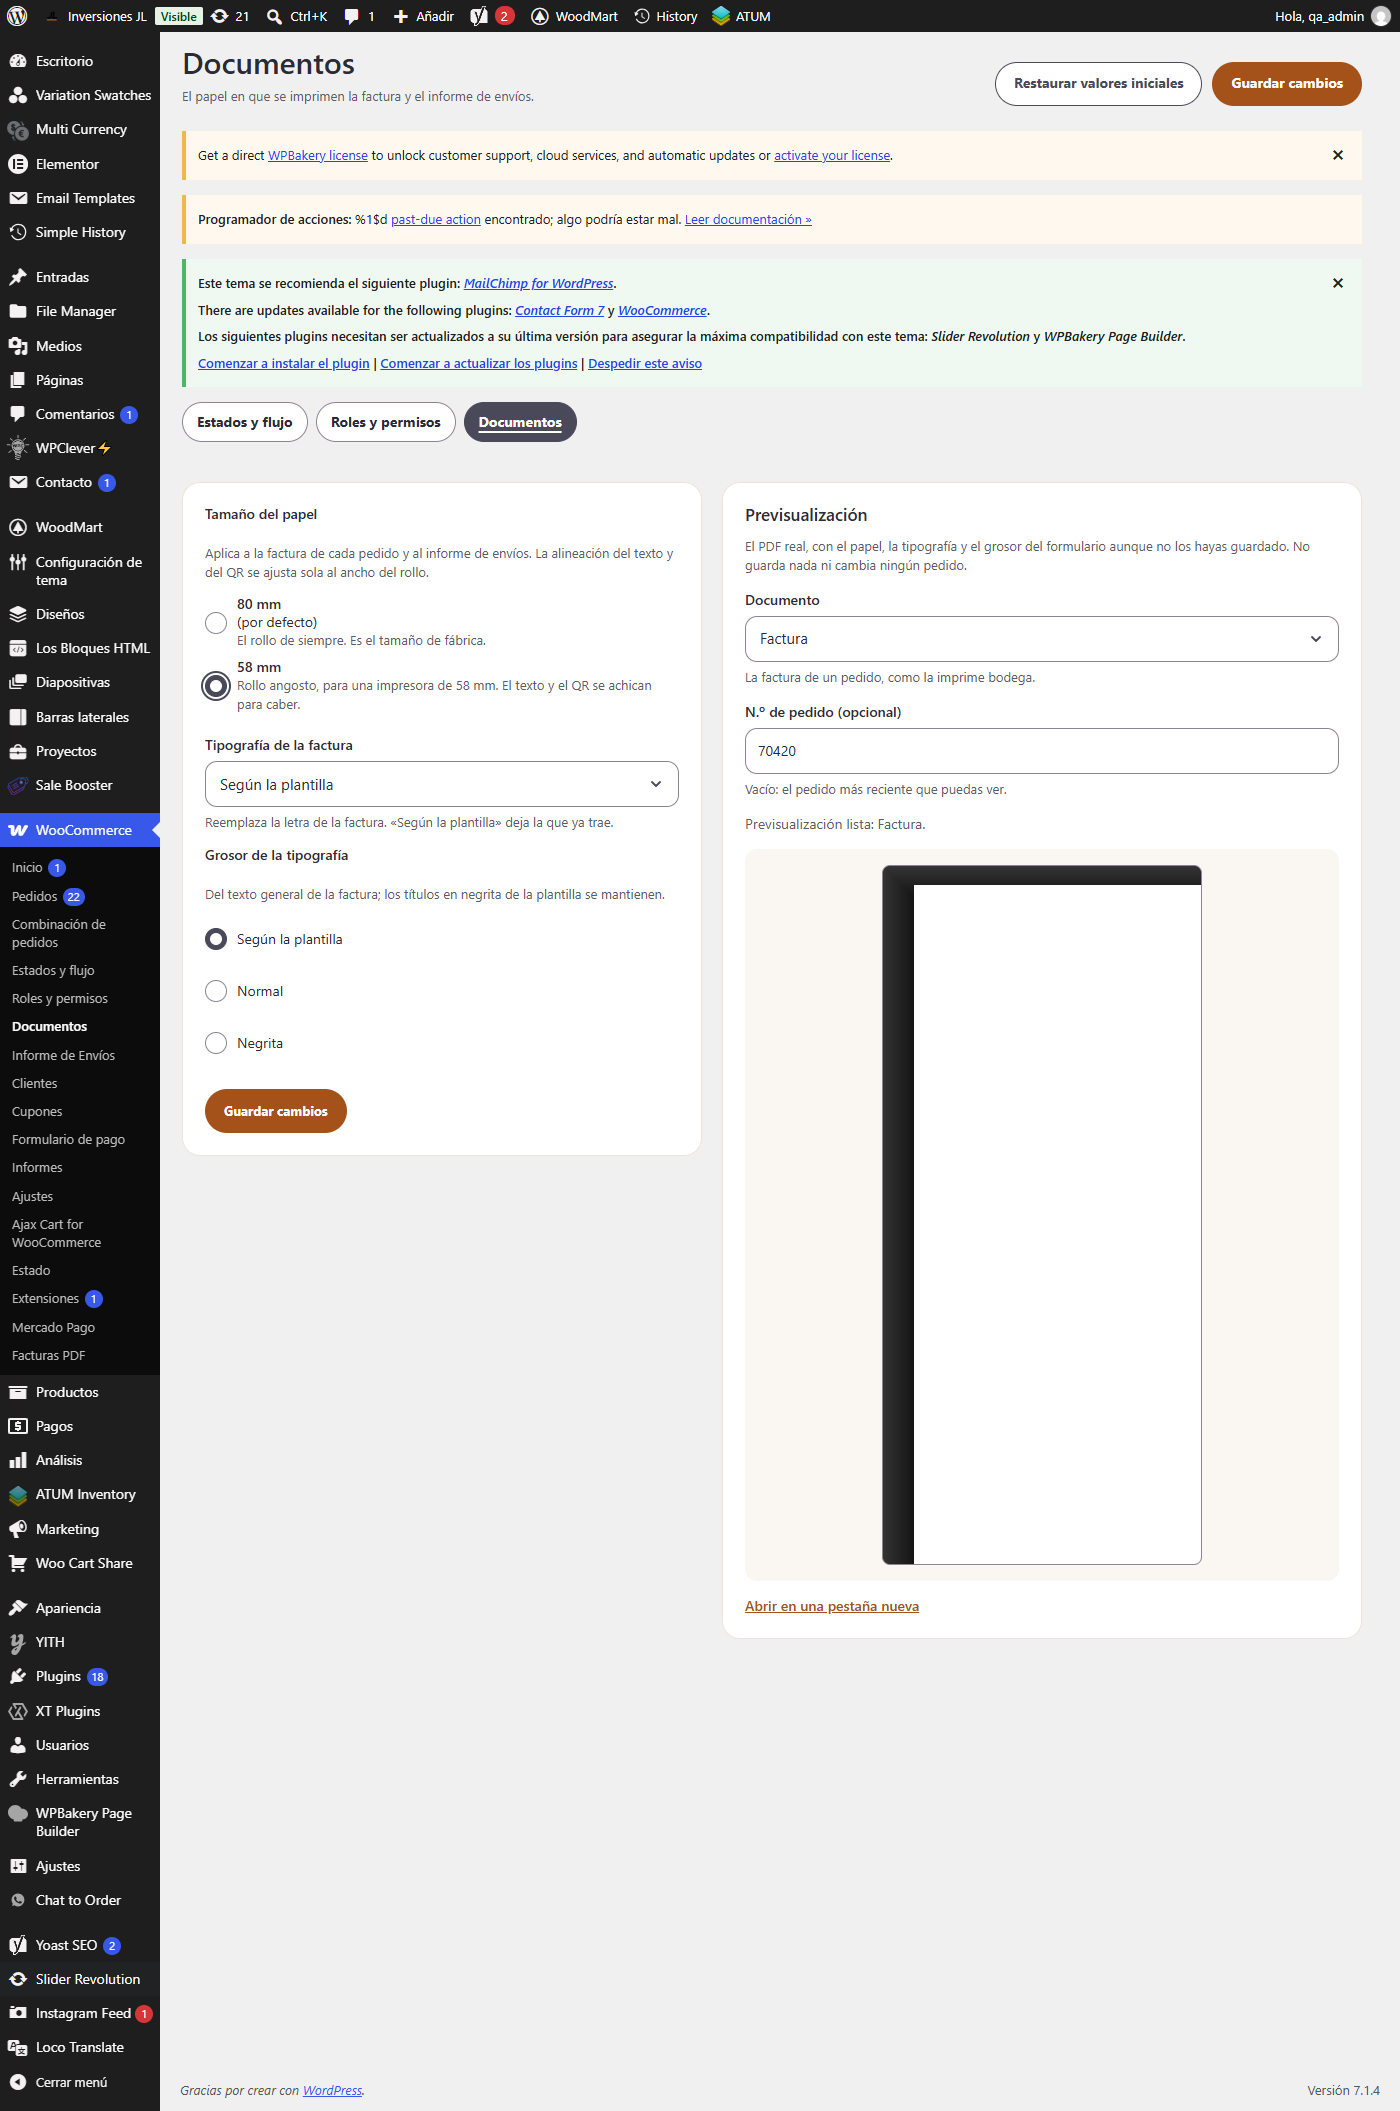 Inversiones JL
Visible
21
Ctrl+K
1
Añadir
2
WoodMart
History
ATUM
Hola, qa_admin
Escritorio
Variation Swatches
Multi Currency
Elementor
Email Templates
Simple History
Entradas
File Manager
Medios
Páginas
Comentarios 1
WPClever
Contacto 1
WoodMart
Configuración de
tema
Diseños
Los Bloques HTML
Diapositivas
Barras laterales
Proyectos
Sale Booster
WooCommerce
Inicio 1
Pedidos 22
Combinación de
pedidos
Estados y flujo
Roles y permisos
Documentos
Informe de Envíos
Clientes
Cupones
Formulario de pago
Informes
Ajustes
Ajax Cart for
WooCommerce
Estado
Extensiones 1
Mercado Pago
Facturas PDF
Productos
Pagos
Análisis
ATUM Inventory
Marketing
Woo Cart Share
Apariencia
YITH
Plugins 18
XT Plugins
Usuarios
Herramientas
WPBakery Page
Builder
Ajustes
Chat to Order
Yoast SEO 2
Slider Revolution
Instagram Feed 1
Loco Translate
Cerrar menú
Documentos
El papel en que se imprimen la factura y el informe de envíos.
Restaurar valores iniciales
Guardar cambios
Get a direct WPBakery license to unlock customer support, cloud services, and automatic updates or activate your license.
Programador de acciones: %1$d past-due action encontrado; algo podría estar mal. Leer documentación »
Este tema se recomienda el siguiente plugin: MailChimp for WordPress.
There are updates available for the following plugins: Contact Form 7 y WooCommerce.
Los siguientes plugins necesitan ser actualizados a su última versión para asegurar la máxima compatibilidad con este tema: Slider Revolution y WPBakery Page Builder.
Comenzar a instalar el plugin | Comenzar a actualizar los plugins | Despedir este aviso
Estados y flujo
Roles y permisos
Documentos
Tamaño del papel
Aplica a la factura de cada pedido y al informe de envíos. La alineación del texto y
del QR se ajusta sola al ancho del rollo.
80 mm
(por defecto)
El rollo de siempre. Es el tamaño de fábrica.
58 mm
Rollo angosto, para una impresora de 58 mm. El texto y el QR se achican
para caber.
Tipografía de la factura
Según la plantilla
Reemplaza la letra de la factura. «Según la plantilla» deja la que ya trae.
Grosor de la tipografía
Del texto general de la factura; los títulos en negrita de la plantilla se mantienen.
Según la plantilla
Normal
Negrita
Guardar cambios
Previsualización
El PDF real, con el papel, la tipografía y el grosor del formulario aunque no los hayas guardado. No
guarda nada ni cambia ningún pedido.
Documento
Factura
La factura de un pedido, como la imprime bodega.
N.º de pedido (opcional)
70420
Vacío: el pedido más reciente que puedas ver.
Previsualización lista: Factura.
Abrir en una pestaña nueva
Gracias por crear con WordPress.
Versión 7.1.4